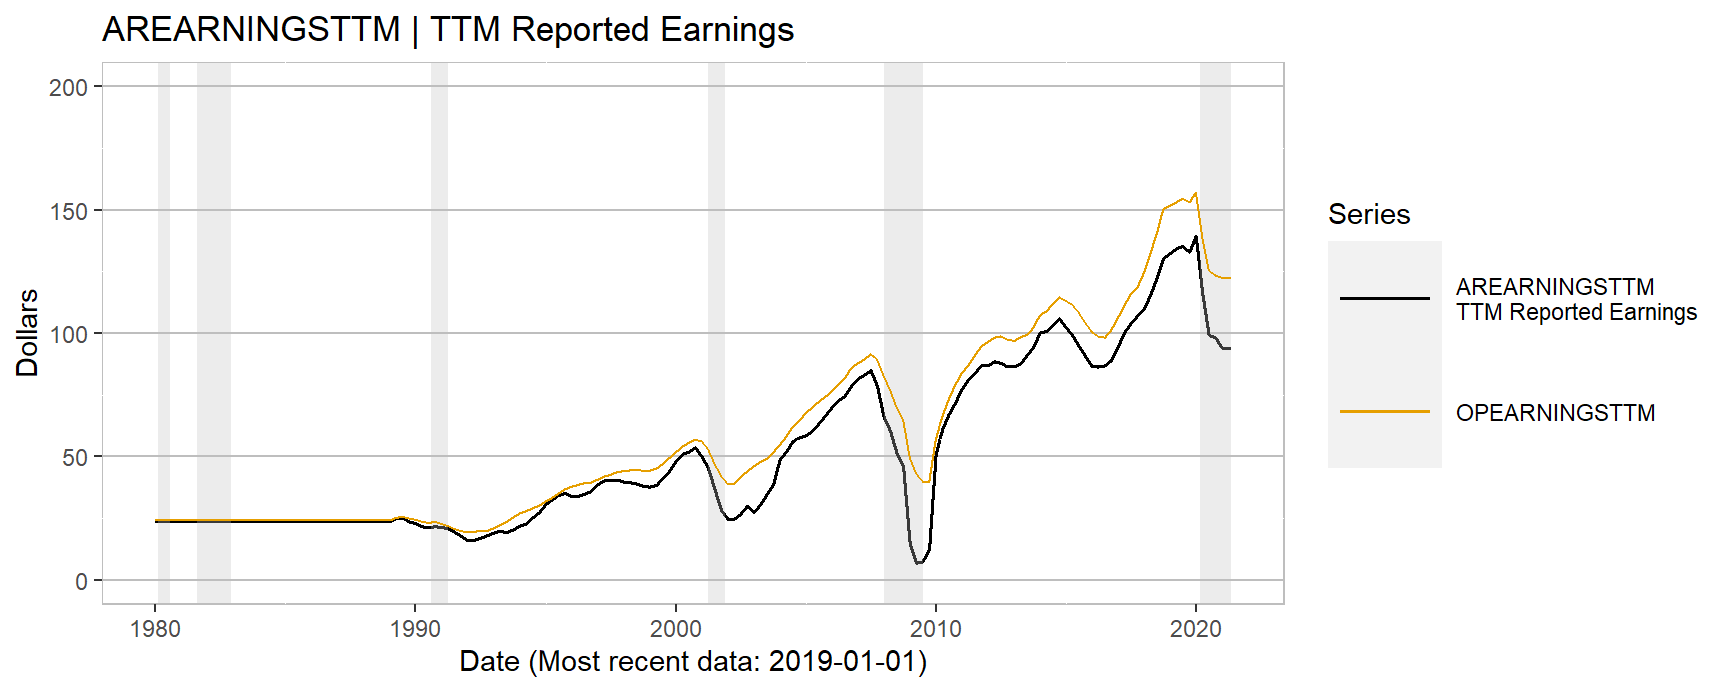 AREARNINGSTTM | TTM Reported Earnings
200
150
100
50
0
Dollars
1980 1990 2000 2010 2020
Date (Most recent data: 2019-01-01)
Series
AREARNINGSTTM
TTM Reported Earnings
OPEARNINGSTTM